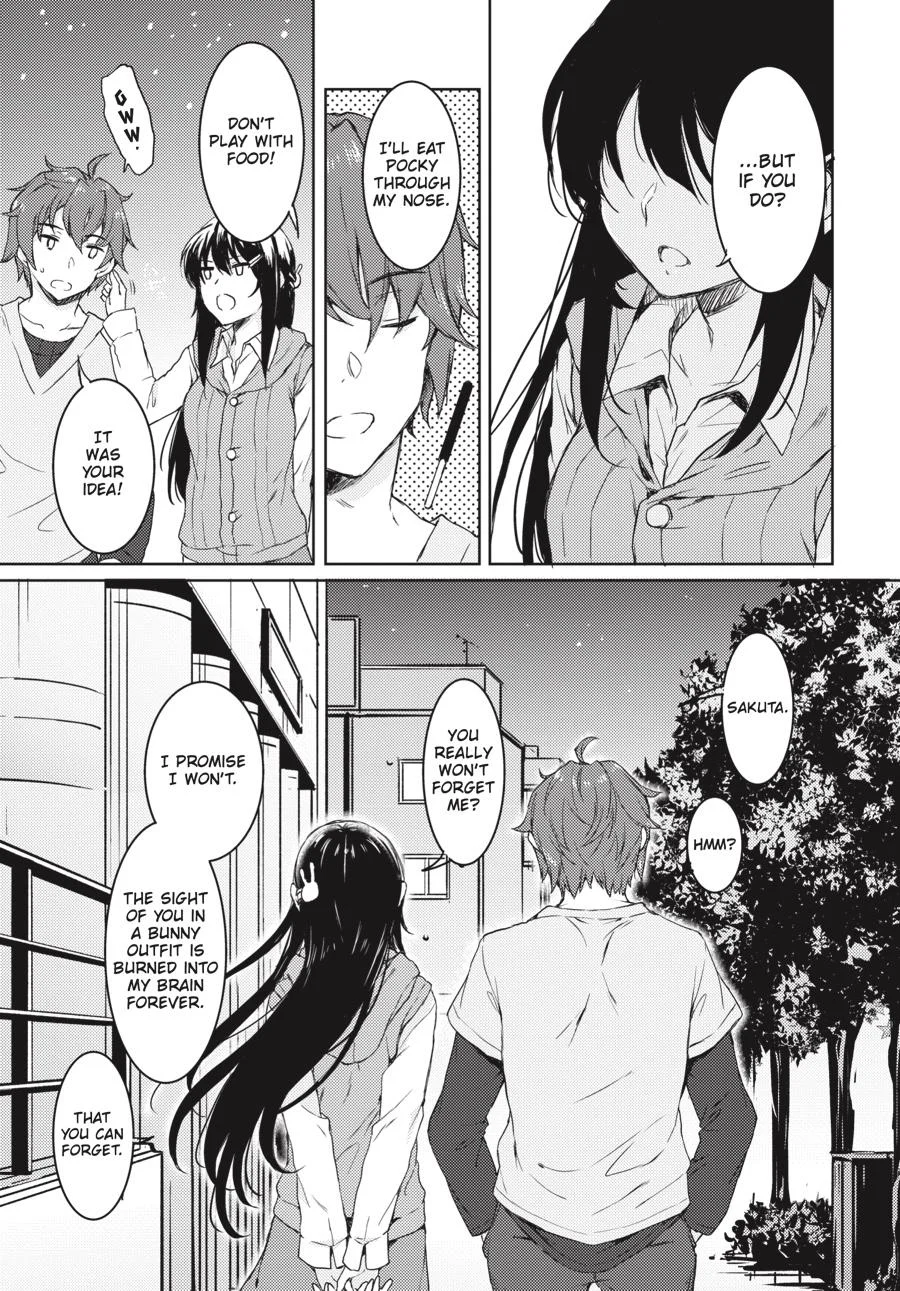 ...BUT
IF YOU
DO?
I'LL EAT
POCKY
THROUGH
MY NOSE.
DON'T
PLAY WITH
FOOD!
GWW.
IT
WAS
YOUR
IDEA!
SAKUTA.
HMM?
YOU
REALLY
WON'T
FORGET
ME?
I PROMISE
I WON'T.
THE SIGHT
OF YOU IN
A BUNNY
OUTFIT IS
BURNED INTO
MY BRAIN
FOREVER.
THAT
YOU CAN
FORGET.